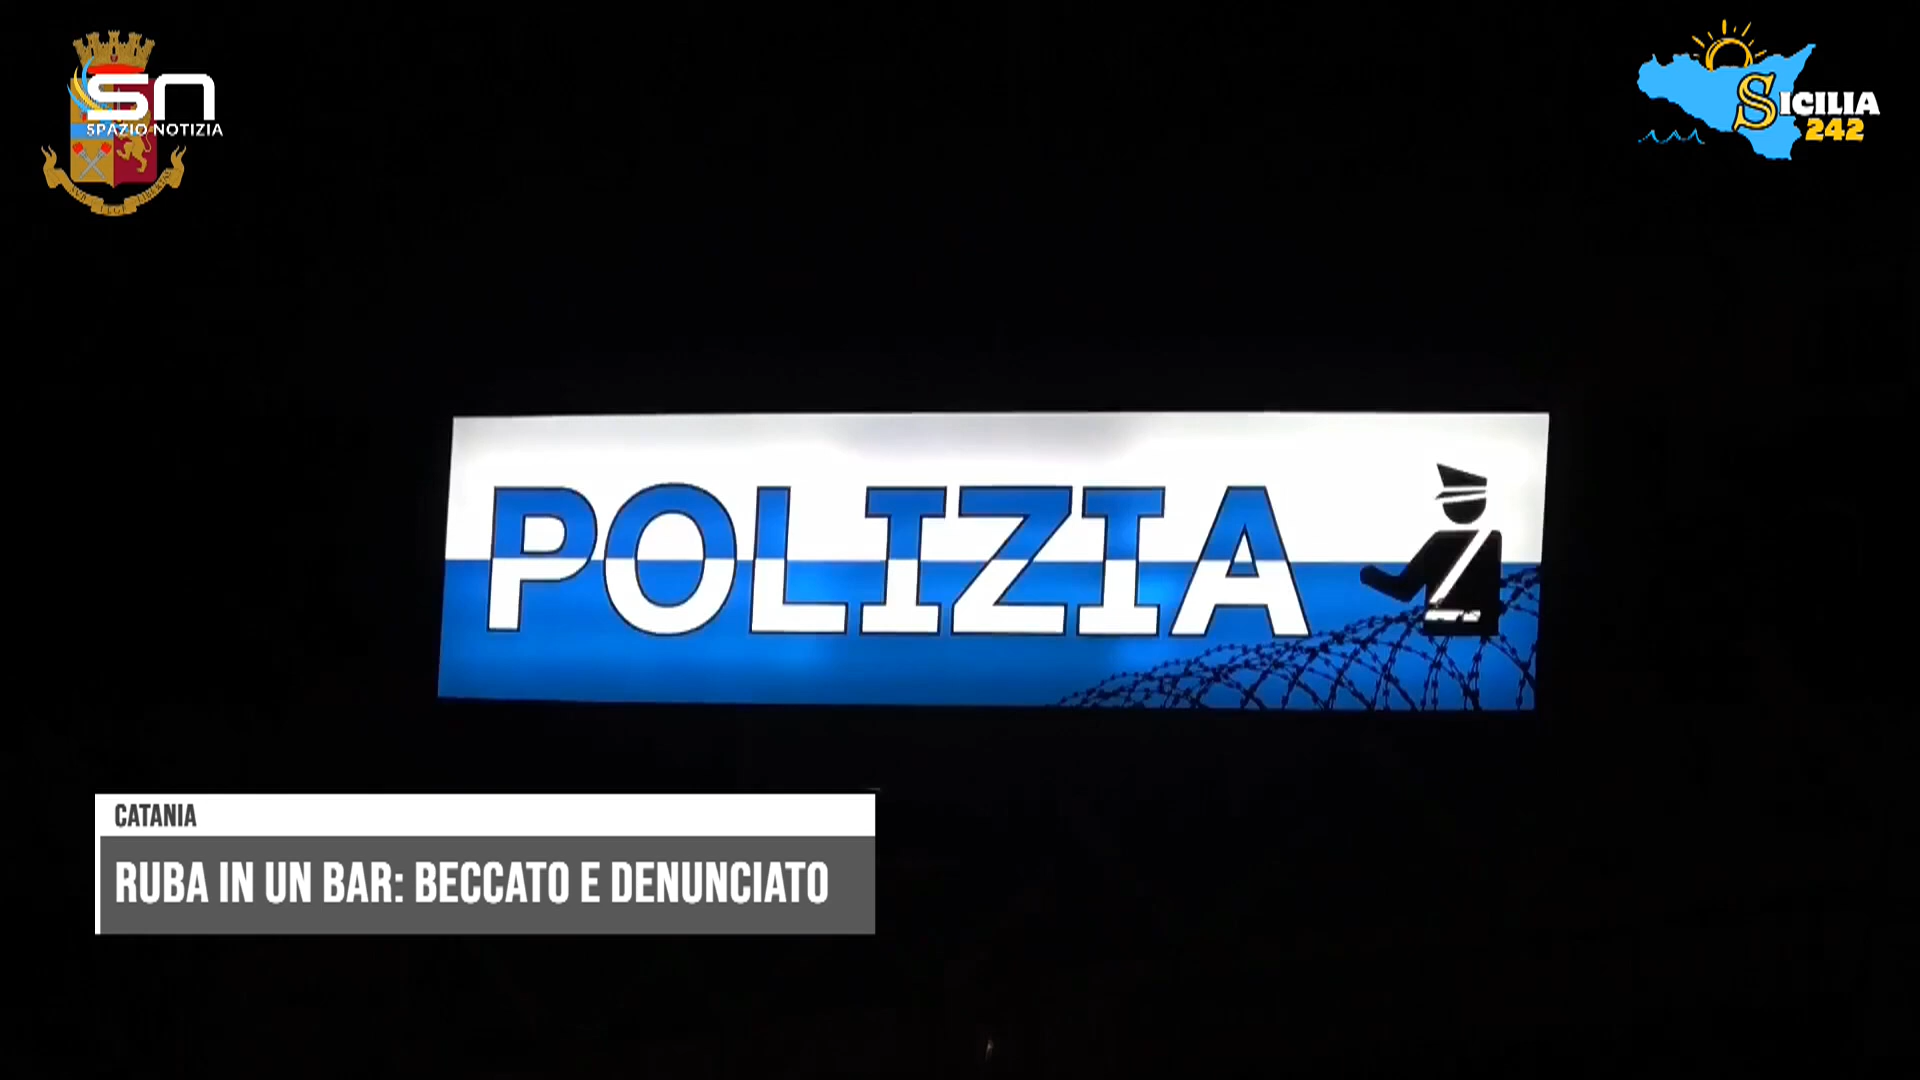 SN
SPAZIO NOTIZIA
SICILIA
242
POLIZIA
CATANIA
RUBA IN UN BAR: BECCATO E DENUNCIATO